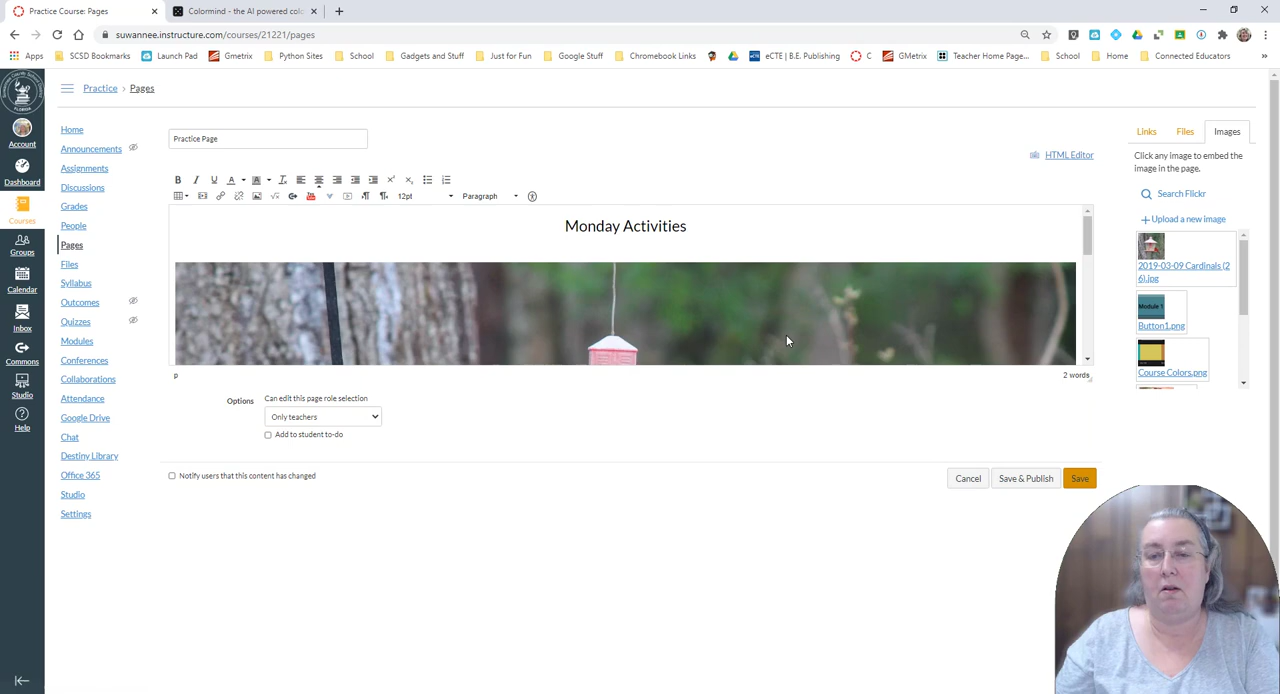 Practice Course: Pages
Colormind - the AI powered colo
suwannee.instructure.com/courses/21221/pages
Apps SCSD Bookmarks Launch Pad Gmetrix Python Sites School Gadgets and Stuff Just for Fun Google Stuff Chromebook Links eCTE | B.E. Publishing C GMetrix Teacher Home Page... School Home Connected Educators »
Practice > Pages
Account
Dashboard
Courses
Groups
Calendar
Inbox
Commons
Studio
Help
Home
Announcements
Assignments
Discussions
Grades
People
Pages
Files
Syllabus
Outcomes
Quizzes
Modules
Conferences
Collaborations
Attendance
Google Drive
Chat
Destiny Library
Office 365
Studio
Settings
Practice Page
HTML Editor
B I U A A
12pt Paragraph
Monday Activities
p 2 words
Options Can edit this page role selection
Only teachers
Add to student to-do
Notify users that this content has changed
Cancel Save & Publish Save
Links Files Images
Click any image to embed the
image in the page.
Search Flickr
Upload a new image
2019-03-09 Cardinals (2
6).jpg
Module 1
Button1.png
Course Colors.png